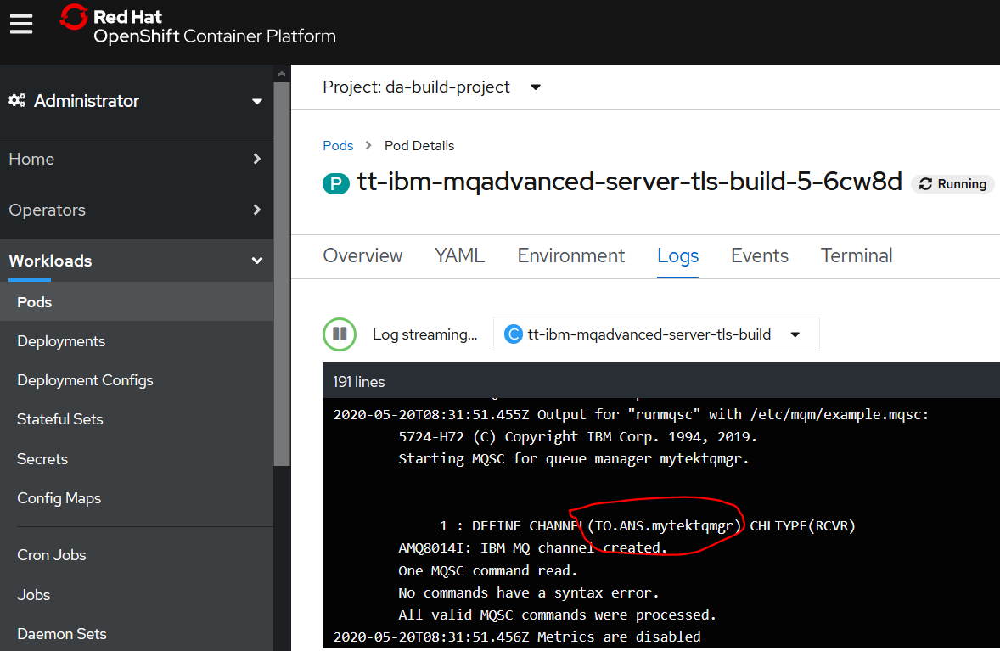 Red Hat
OpenShift Container Platform
Administrator
Home
Operators
Workloads
Pods
Deployments
Deployment Configs
Stateful Sets
Secrets
Config Maps
Cron Jobs
Jobs
Daemon Sets
Project: da-build-project
Pods > Pod Details
P tt-ibm-mqadvanced-server-tls-build-5-6cw8d Running
Overview YAML Environment Logs Events Terminal
Log streaming... C tt-ibm-mqadvanced-server-tls-build
191 lines
2020-05-20T08:31:51.455Z Output for "runmqsc" with /etc/mqm/example.mqsc:
5724-H72 (C) Copyright IBM Corp. 1994, 2019.
Starting MQSC for queue manager mytektqmgr.
1 : DEFINE CHANNEL(TO.ANS.mytektqmgr) CHLTYPE(RCVR)
AMQ8014I: IBM MQ channel created.
One MQSC command read.
No commands have a syntax error.
All valid MQSC commands were processed.
2020-05-20T08:31:51.456Z Metrics are disabled